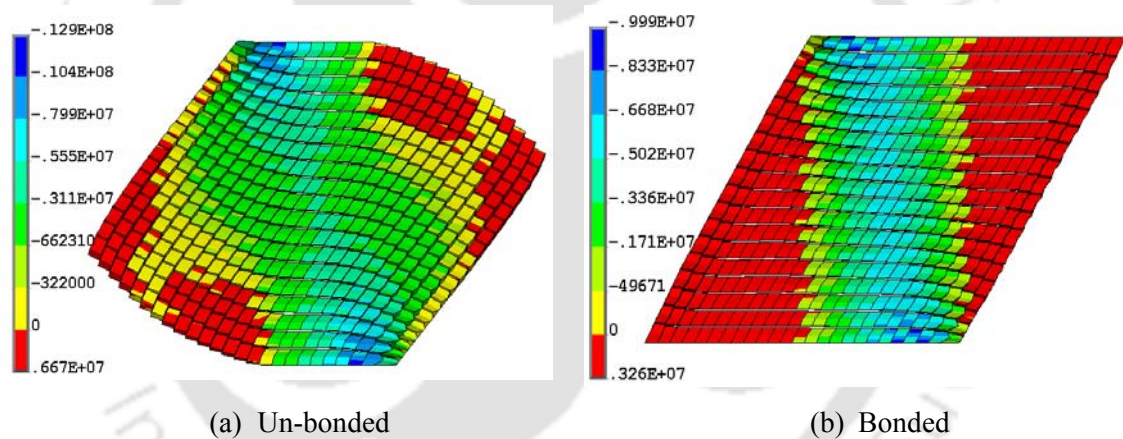 -.129E+08
-.104E+08
-.799E+07
-.555E+07
-.311E+07
-662310
-322000
0
.667E+07
-.999E+07
-.833E+07
-.668E+07
-.502E+07
-.336E+07
-.171E+07
-49671
0
.326E+07
(a) Un-bonded
(b) Bonded